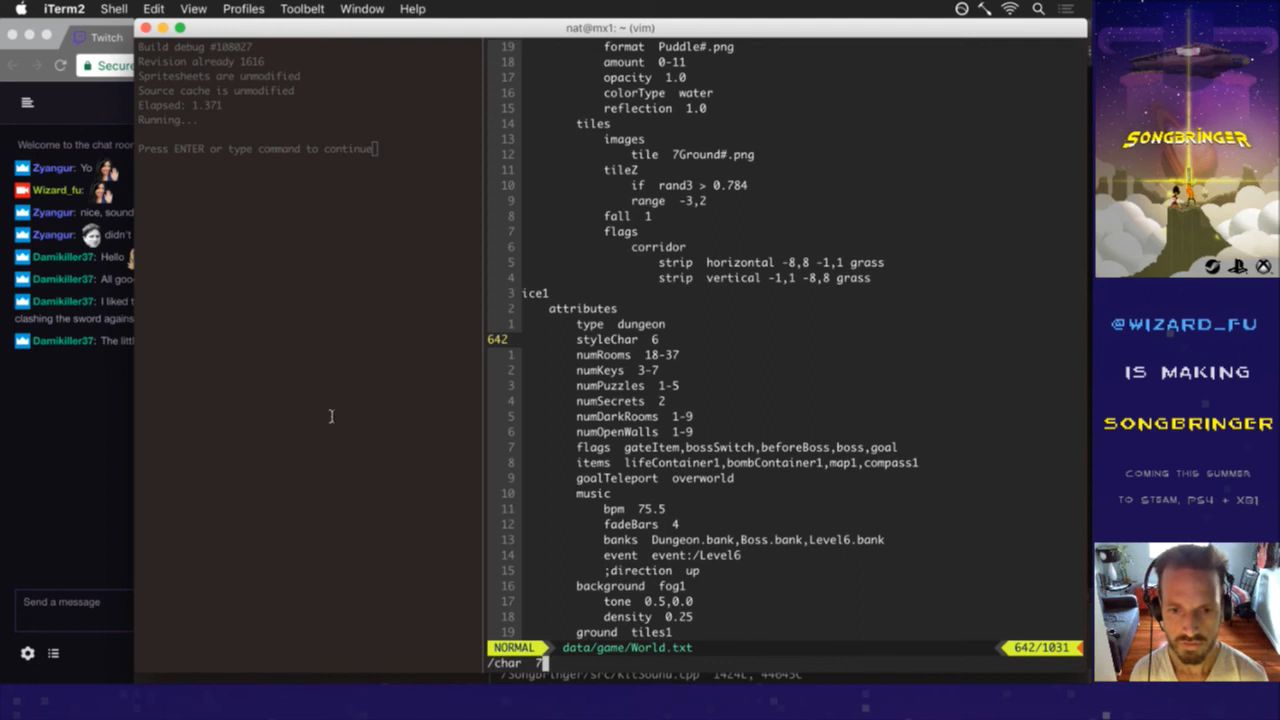 iTerm2 Shell Edit View Profiles Toolbelt Window Help
nat@mx1: ~ (vim)
Twitch
Secure
Welcome to the chat room
Zyangur: Yo
Wizard_fu:
Zyangur: nice, sound
Zyangur: didn't
Damikiller37: Hello
Damikiller37: All goo
Damikiller37: I liked t
clashing the sword agains
Damikiller37: The littl
Send a message
Build debug #108027
Revision already 1616
Spritesheets are unmodified
Source cache is unmodified
Elapsed: 1.371
Running...
Press ENTER or type command to continue
19 format Puddle#.png
18 amount 0-11
17 opacity 1.0
16 colorType water
15 reflection 1.0
14 tiles
13 images
12 tile 7Ground#.png
11 tileZ
10 if rand3 > 0.784
9 range -3,2
8 fall 1
7 flags
6 corridor
5 strip horizontal -8,8 -1,1 grass
4 strip vertical -1,1 -8,8 grass
3 ice1
2 attributes
1 type dungeon
642 styleChar 6
1 numRooms 18-37
2 numKeys 3-7
3 numPuzzles 1-5
4 numSecrets 2
5 numDarkRooms 1-9
6 numOpenWalls 1-9
7 flags gateItem,bossSwitch,beforeBoss,boss,goal
8 items lifeContainer1,bombContainer1,map1,compass1
9 goalTeleport overworld
10 music
11 bpm 75.5
12 fadeBars 4
13 banks Dungeon.bank,Boss.bank,Level6.bank
14 event event:/Level6
15 ;direction up
16 background fog1
17 tone 0.5,0.0
18 density 0.25
19 ground tiles1
NORMAL data/game/World.txt 642/1031
/char 7
/Songbringer/src/KitSound.cpp 1424L, 44645C
SONGBRINGER
@WIZARD_FU
IS MAKING
SONGBRINGER
COMING THIS SUMMER
TO STEAM, PS4 + XB1